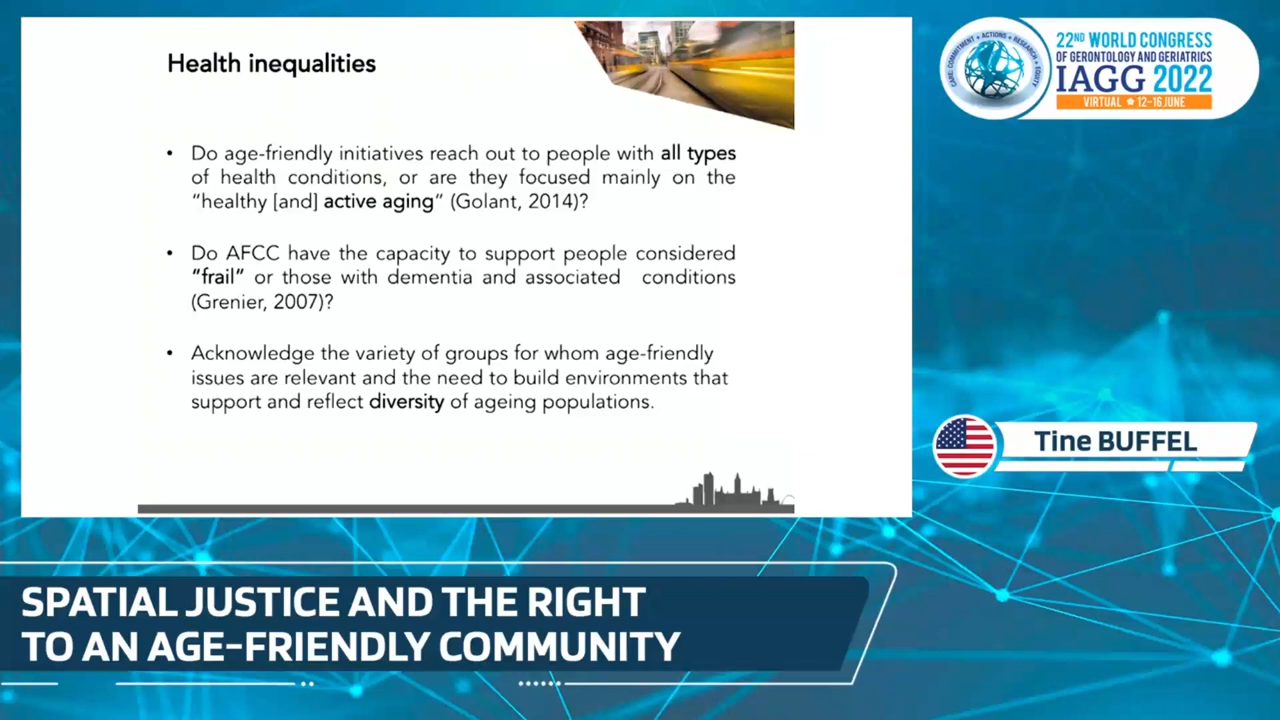 Health inequalities
• Do age-friendly initiatives reach out to people with all types
of health conditions, or are they focused mainly on the
“healthy [and] active aging“ (Golant, 2014)?
• Do AFCC have the capacity to support people considered
“frail” or those with dementia and associated conditions
(Grenier, 2007)?
• Acknowledge the variety of groups for whom age-friendly
issues are relevant and the need to build environments that
support and reflect diversity of ageing populations.
CARE: COMMITMENT • ACTIONS • RESEARCH • EQUITY
22ND WORLD CONGRESS
OF GERONTOLOGY AND GERIATRICS
IAGG 2022
VIRTUAL 12-16 JUNE
Tine BUFFEL
SPATIAL JUSTICE AND THE RIGHT
TO AN AGE-FRIENDLY COMMUNITY